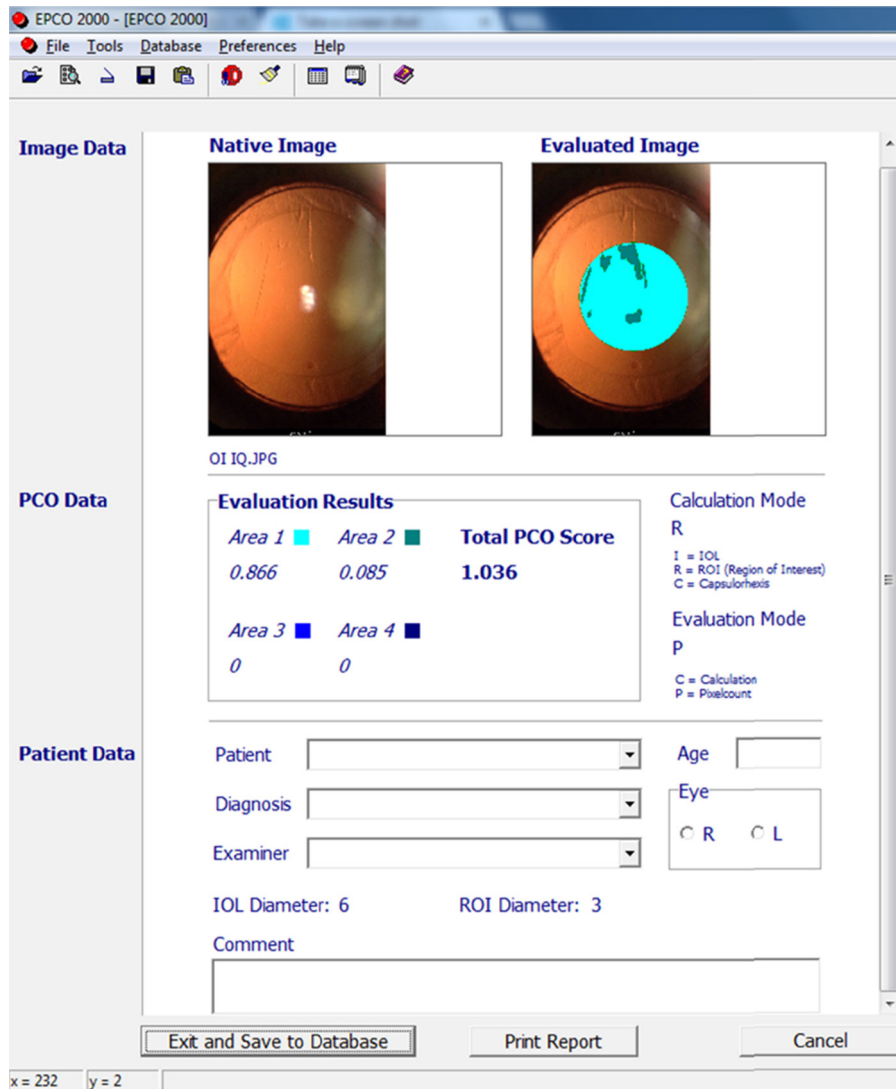 EPCO 2000 - [EPCO 2000]
File Tools Database Preferences Help
Image Data
Native Image Evaluated Image
OI IQ.JPG
PCO Data
Evaluation Results
Area 1 Area 2 Total PCO Score
0.866 0.085 1.036
Area 3 Area 4
0 0
Calculation Mode
R
I = IOL
R = ROI (Region of Interest)
C = Capsulorhexis
Evaluation Mode
P
C = Calculation
P = Pixelcount
Patient Data
Patient Age
Diagnosis Eye
R L
Examiner
IOL Diameter: 6 ROI Diameter: 3
Comment
Exit and Save to Database Print Report Cancel
x = 232 y = 2